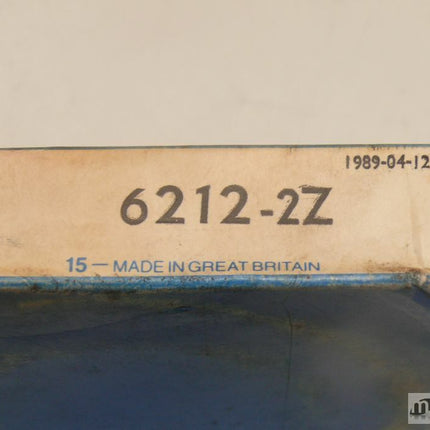 1989-04-12
6212-2Z
15 — MADE IN GREAT BRITAIN